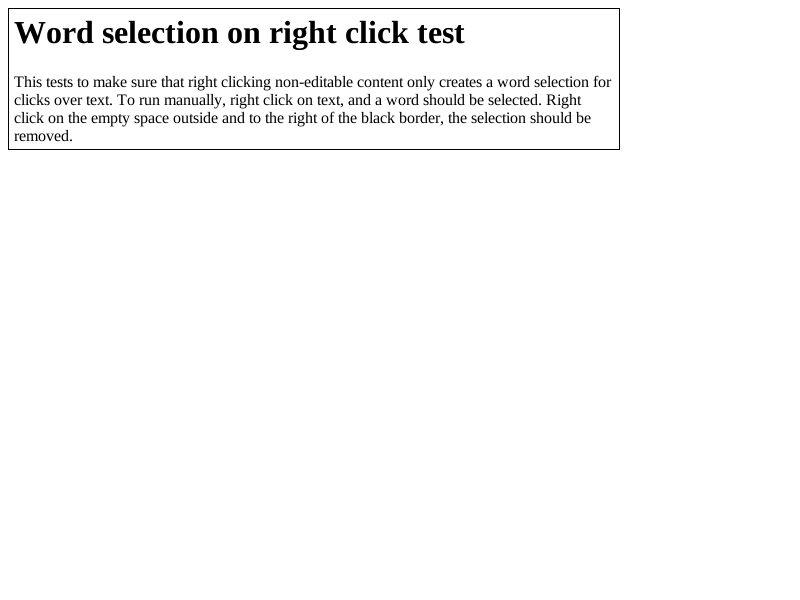 Word selection on right click test
This tests to make sure that right clicking non-editable content only creates a word selection for
clicks over text. To run manually, right click on text, and a word should be selected. Right
click on the empty space outside and to the right of the black border, the selection should be
removed.